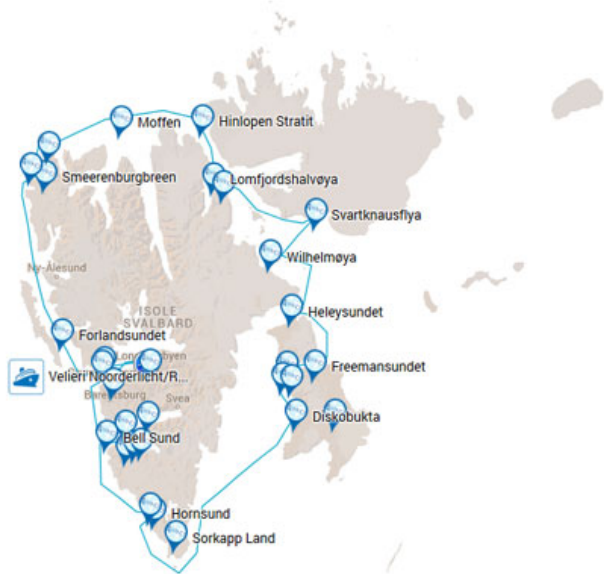 Moffen
Hinlopen Stratit
Smeerenburgbreen
Lomfjordshalvøya
Svartknausflya
Wilhelmøya
Ny-Ålesund
Heleysundet
ISOLE
SVALBARD
Forlandsundet
Freemansundet
Velieri Noorderlicht/R...
Svea
Diskobukta
Bell Sund
Hornsund
Sorkapp Land